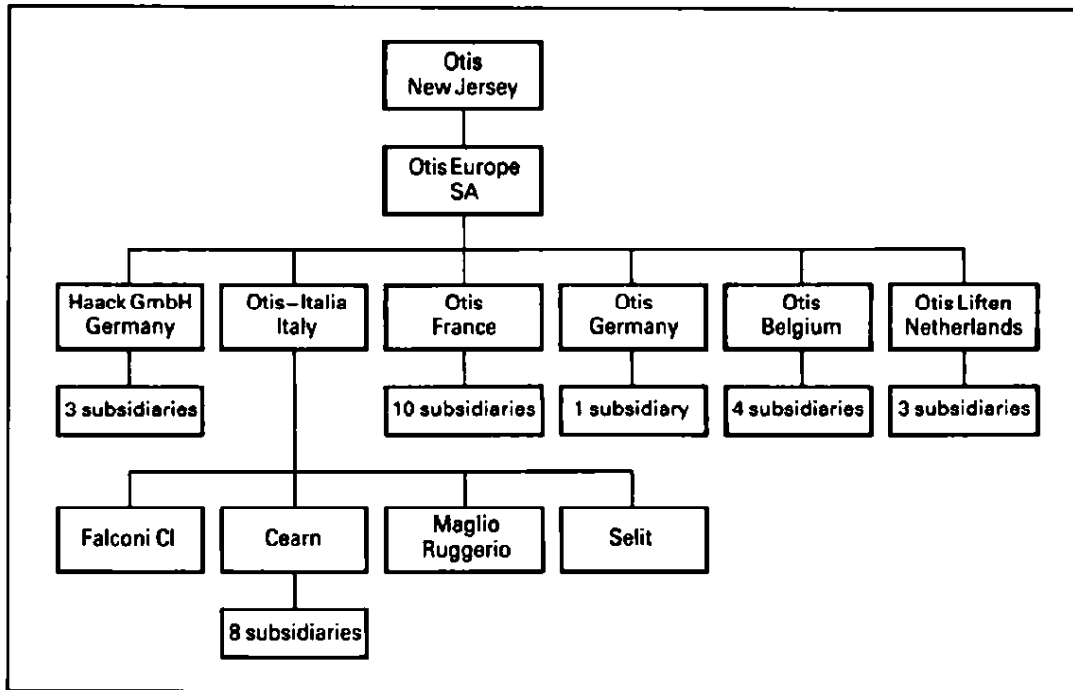 Otis
New Jersey
Otis Europe
SA
Haack GmbH
Germany
Otis–Italia
Italy
Otis
France
Otis
Germany
Otis
Belgium
Otis Liften
Netherlands
3 subsidiaries
10 subsidiaries
1 subsidiary
4 subsidiaries
3 subsidiaries
Falconi CI
Cearn
Maglio
Ruggerio
Selit
8 subsidiaries